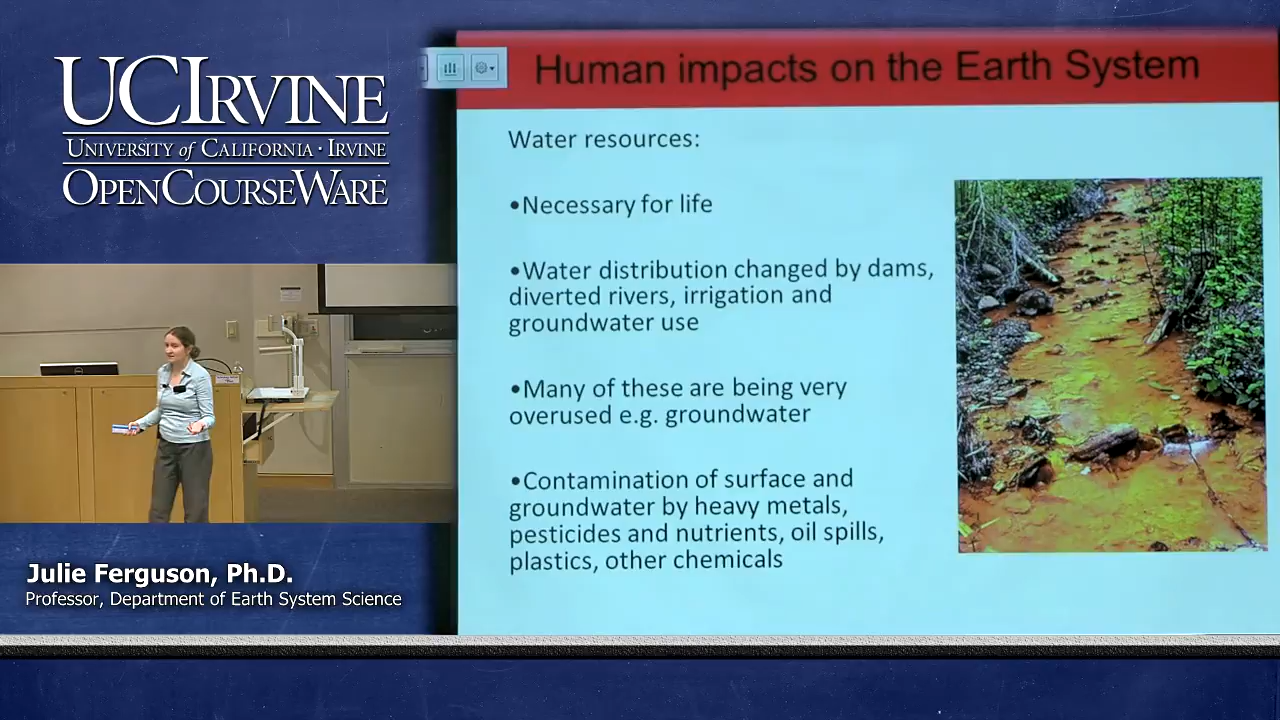 UCIRVINE
UNIVERSITY of CALIFORNIA · IRVINE
OPENCOURSEWARE
Julie Ferguson, Ph.D.
Professor, Department of Earth System Science
Human impacts on the Earth System
Water resources:
•Necessary for life
•Water distribution changed by dams,
diverted rivers, irrigation and
groundwater use
•Many of these are being very
overused e.g. groundwater
•Contamination of surface and
groundwater by heavy metals,
pesticides and nutrients, oil spills,
plastics, other chemicals